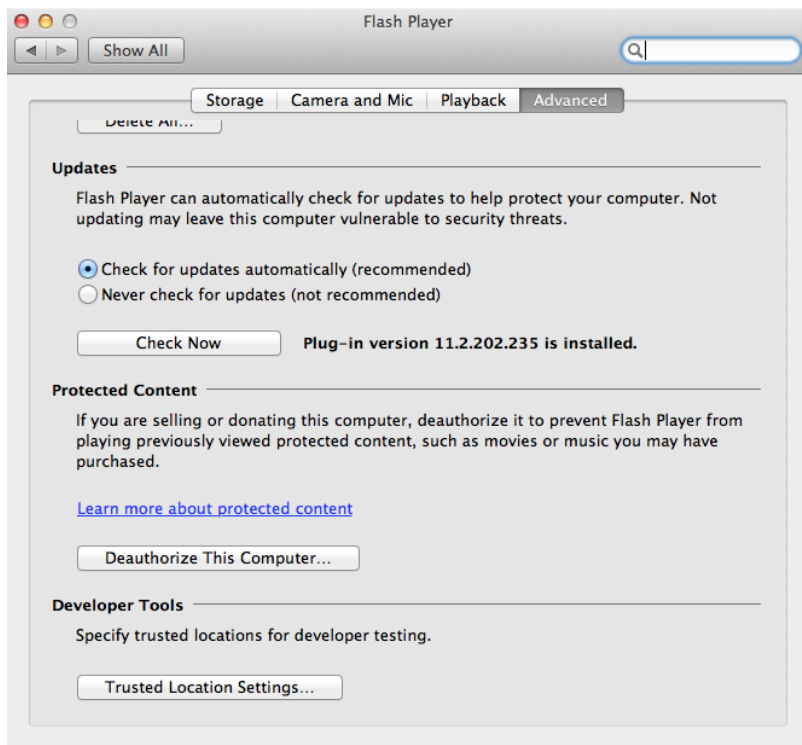 Flash Player
Show All
Storage Camera and Mic Playback Advanced
Delete All...
Updates
Flash Player can automatically check for updates to help protect your computer. Not
updating may leave this computer vulnerable to security threats.
Check for updates automatically (recommended)
Never check for updates (not recommended)
Check Now Plug-in version 11.2.202.235 is installed.
Protected Content
If you are selling or donating this computer, deauthorize it to prevent Flash Player from
playing previously viewed protected content, such as movies or music you may have
purchased.
Learn more about protected content
Deauthorize This Computer...
Developer Tools
Specify trusted locations for developer testing.
Trusted Location Settings...